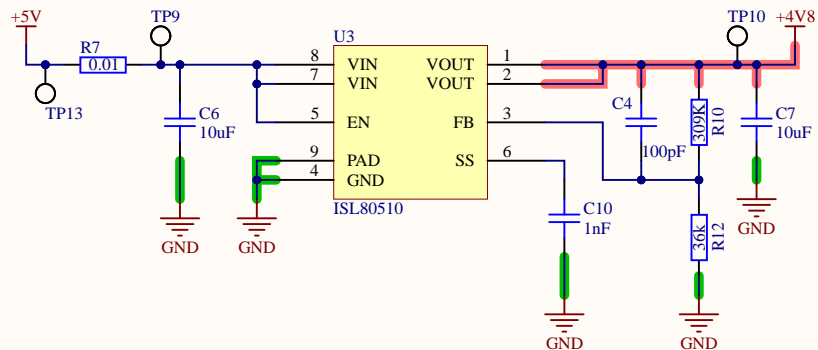 +5V
TP9
U3
TP10
+4V8
R7
0.01
8
VIN
VOUT
1
7
VIN
VOUT
2
TP13
C6
10uF
C4
309K
R10
C7
10uF
5
EN
FB
3
100pF
9
PAD
SS
6
4
GND
ISL80510
C10
1nF
36k
R12
GND
GND
GND
GND
GND